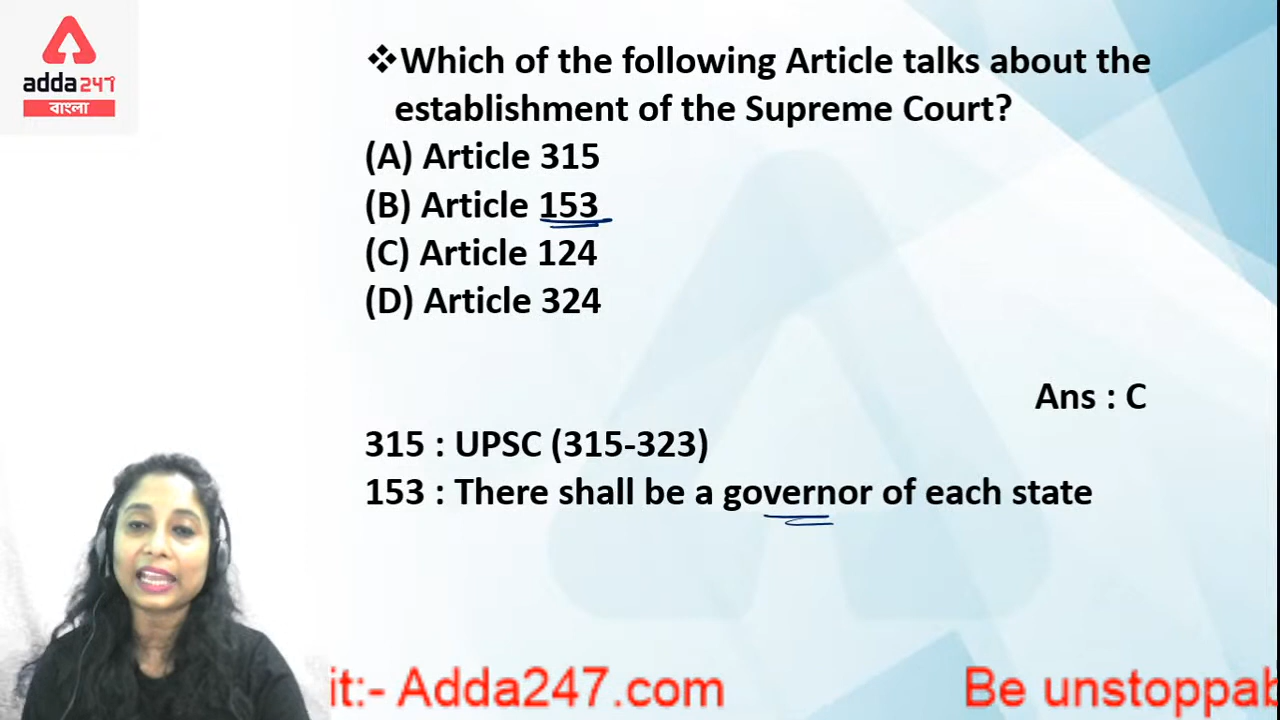 adda247
বাংলা
❖Which of the following Article talks about the
establishment of the Supreme Court?
(A) Article 315
(B) Article 153
(C) Article 124
(D) Article 324
Ans : C
315 : UPSC (315-323)
153 : There shall be a governor of each state
it:- Adda247.com Be unstoppab